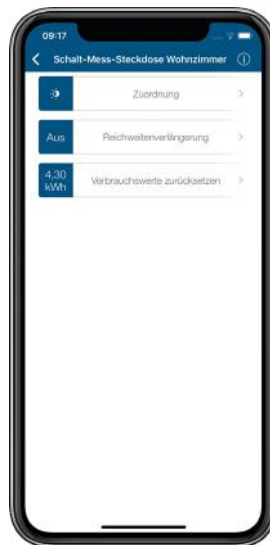 09:17
Schalt-Mess-Steckdose Wohnzimmer
Zuordnung
Aus
Reichweitenverlängerung
4,30
kWh
Verbrauchswerte zurücksetzen